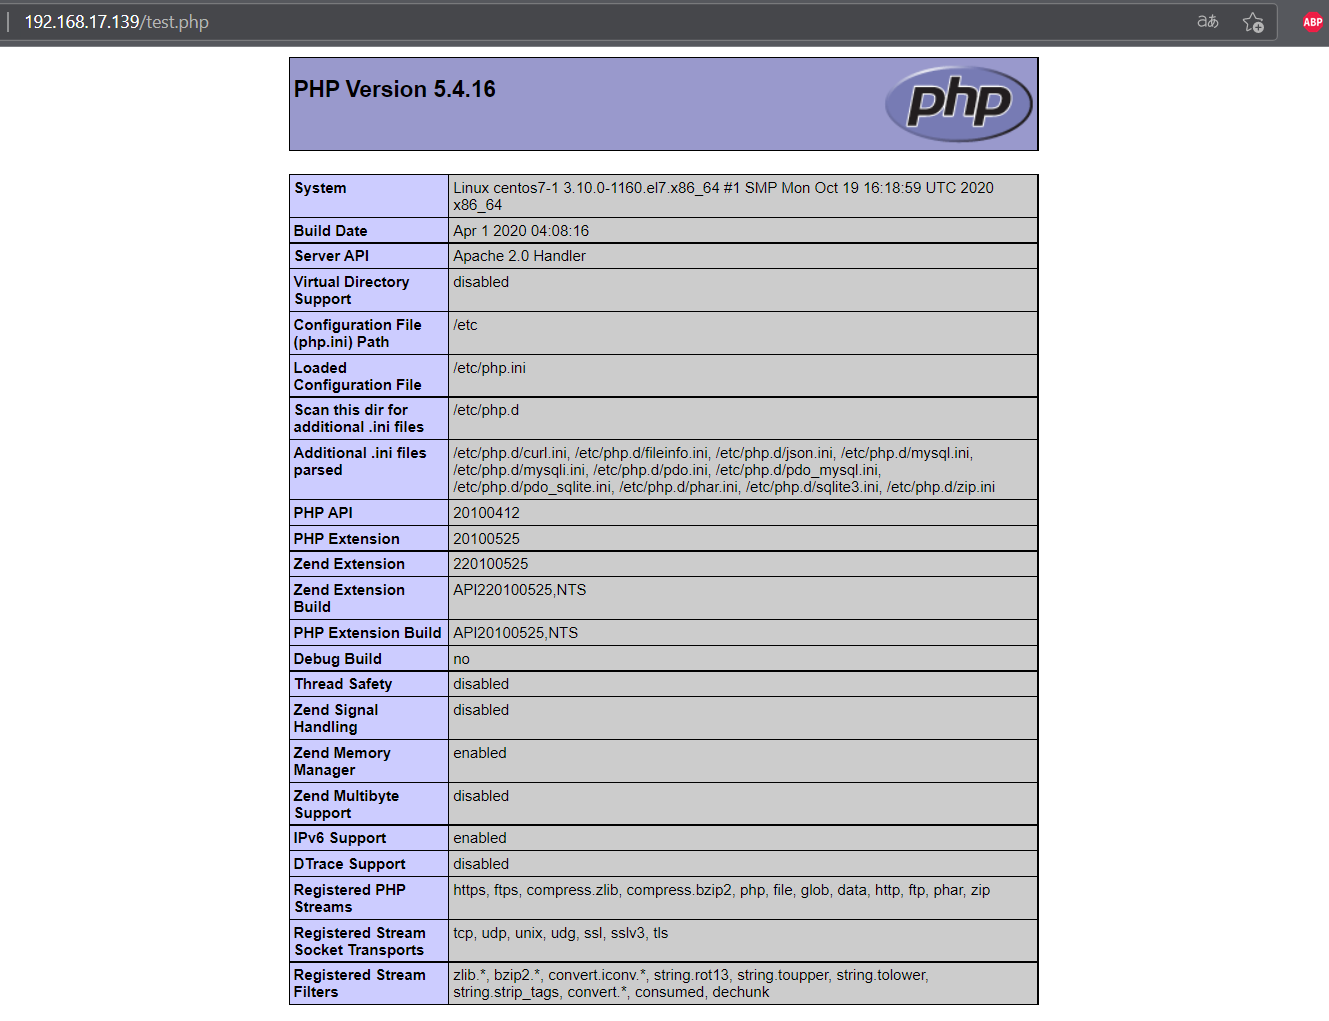 192.168.17.139/test.php
aあ
ABP
PHP Version 5.4.16
php
System
Linux centos7-1 3.10.0-1160.el7.x86_64 #1 SMP Mon Oct 19 16:18:59 UTC 2020
x86_64
Build Date
Apr 1 2020 04:08:16
Server API
Apache 2.0 Handler
Virtual Directory
Support
disabled
Configuration File
(php.ini) Path
/etc
Loaded
Configuration File
/etc/php.ini
Scan this dir for
additional .ini files
/etc/php.d
Additional .ini files
parsed
/etc/php.d/curl.ini, /etc/php.d/fileinfo.ini, /etc/php.d/json.ini, /etc/php.d/mysql.ini,
/etc/php.d/mysqli.ini, /etc/php.d/pdo.ini, /etc/php.d/pdo_mysql.ini,
/etc/php.d/pdo_sqlite.ini, /etc/php.d/phar.ini, /etc/php.d/sqlite3.ini, /etc/php.d/zip.ini
PHP API
20100412
PHP Extension
20100525
Zend Extension
220100525
Zend Extension
Build
API220100525,NTS
PHP Extension Build
API20100525,NTS
Debug Build
no
Thread Safety
disabled
Zend Signal
Handling
disabled
Zend Memory
Manager
enabled
Zend Multibyte
Support
disabled
IPv6 Support
enabled
DTrace Support
disabled
Registered PHP
Streams
https, ftps, compress.zlib, compress.bzip2, php, file, glob, data, http, ftp, phar, zip
Registered Stream
Socket Transports
tcp, udp, unix, udg, ssl, sslv3, tls
Registered Stream
Filters
zlib.*, bzip2.*, convert.iconv.*, string.rot13, string.toupper, string.tolower,
string.strip_tags, convert.*, consumed, dechunk